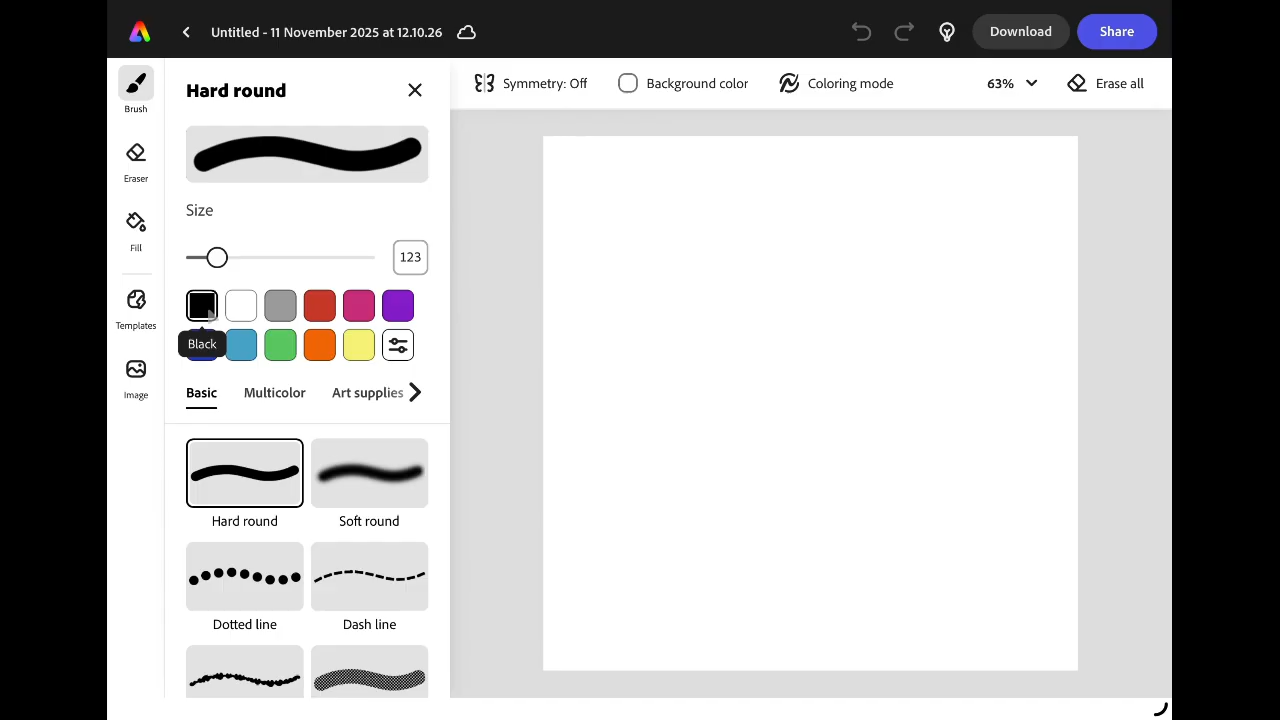 Untitled - 11 November 2025 at 12.10.26
Download
Share
Brush
Eraser
Fill
Templates
Image
Hard round
Size
123
Black
Basic
Multicolor
Art supplies
Hard round
Soft round
Dotted line
Dash line
Symmetry: Off
Background color
Coloring mode
63%
Erase all